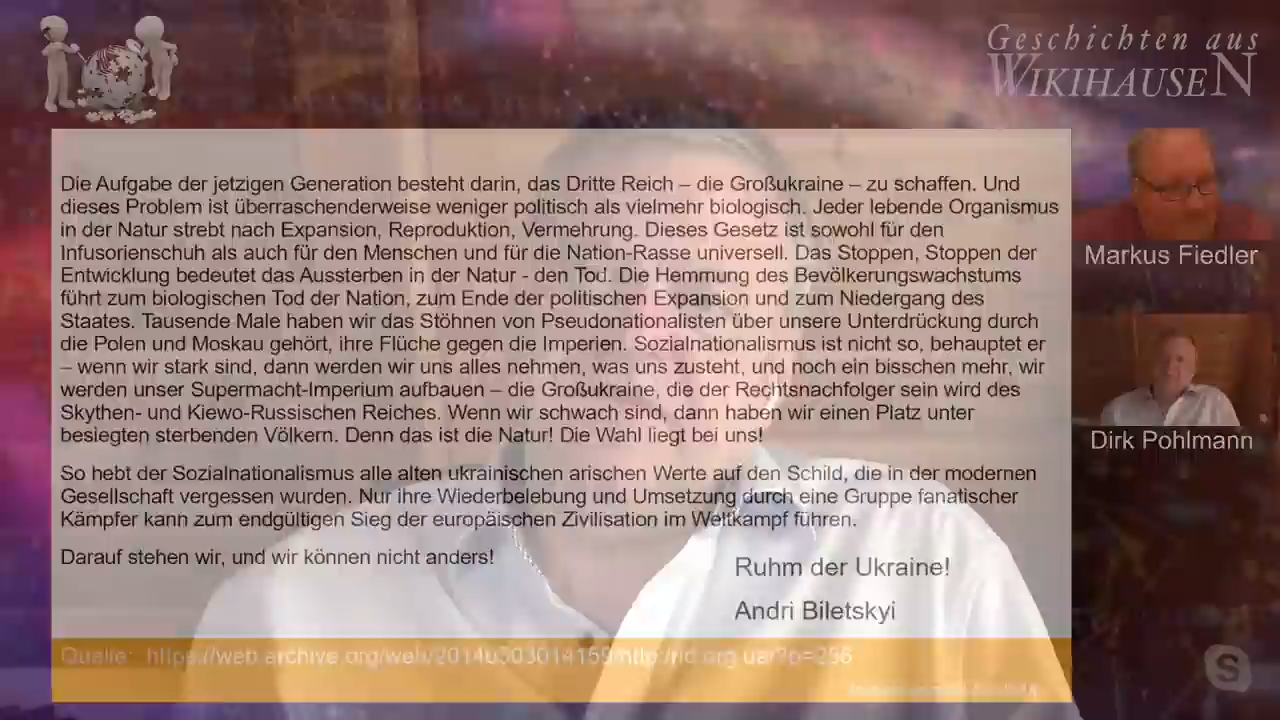 Geschichten aus
WIKIHAUSEN
Die Aufgabe der jetzigen Generation besteht darin, das Dritte Reich – die Großukraine – zu schaffen. Und
dieses Problem ist überraschenderweise weniger politisch als vielmehr biologisch. Jeder lebende Organismus
in der Natur strebt nach Expansion, Reproduktion, Vermehrung. Dieses Gesetz ist sowohl für den
Infusorienschuh als auch für den Menschen und für die Nation-Rasse universell. Das Stoppen, Stoppen der
Entwicklung bedeutet das Aussterben in der Natur - den Tod. Die Hemmung des Bevölkerungswachstums
führt zum biologischen Tod der Nation, zum Ende der politischen Expansion und zum Niedergang des
Staates. Tausende Male haben wir das Stöhnen von Pseudonationalisten über unsere Unterdrückung durch
die Polen und Moskau gehört, ihre Flüche gegen die Imperien. Sozialnationalismus ist nicht so, behauptet er
– wenn wir stark sind, dann werden wir uns alles nehmen, was uns zusteht, und noch ein bisschen mehr, wir
werden unser Supermacht-Imperium aufbauen – die Großukraine, die der Rechtsnachfolger sein wird des
Skythen- und Kiewo-Russischen Reiches. Wenn wir schwach sind, dann haben wir einen Platz unter
besiegten sterbenden Völkern. Denn das ist die Natur! Die Wahl liegt bei uns!
So hebt der Sozialnationalismus alle alten ukrainischen arischen Werte auf den Schild, die in der modernen
Gesellschaft vergessen wurden. Nur ihre Wiederbelebung und Umsetzung durch eine Gruppe fanatischer
Kämpfer kann zum endgültigen Sieg der europäischen Zivilisation im Weltkampf führen.
Darauf stehen wir, und wir können nicht anders!
Ruhm der Ukraine!
Andri Biletskyi
Quelle:
Markus Fiedler
Dirk Pohlmann